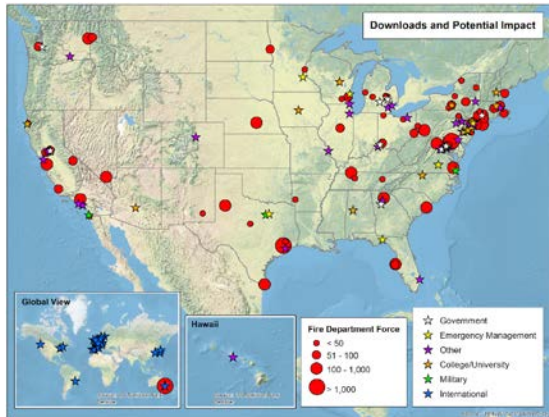 Downloads and Potential Impact
Global View
Hawaii
Fire Department Force
< 50
51 - 100
100 - 1,000
> 1,000
Government
Emergency Management
Other
College/University
Military
International